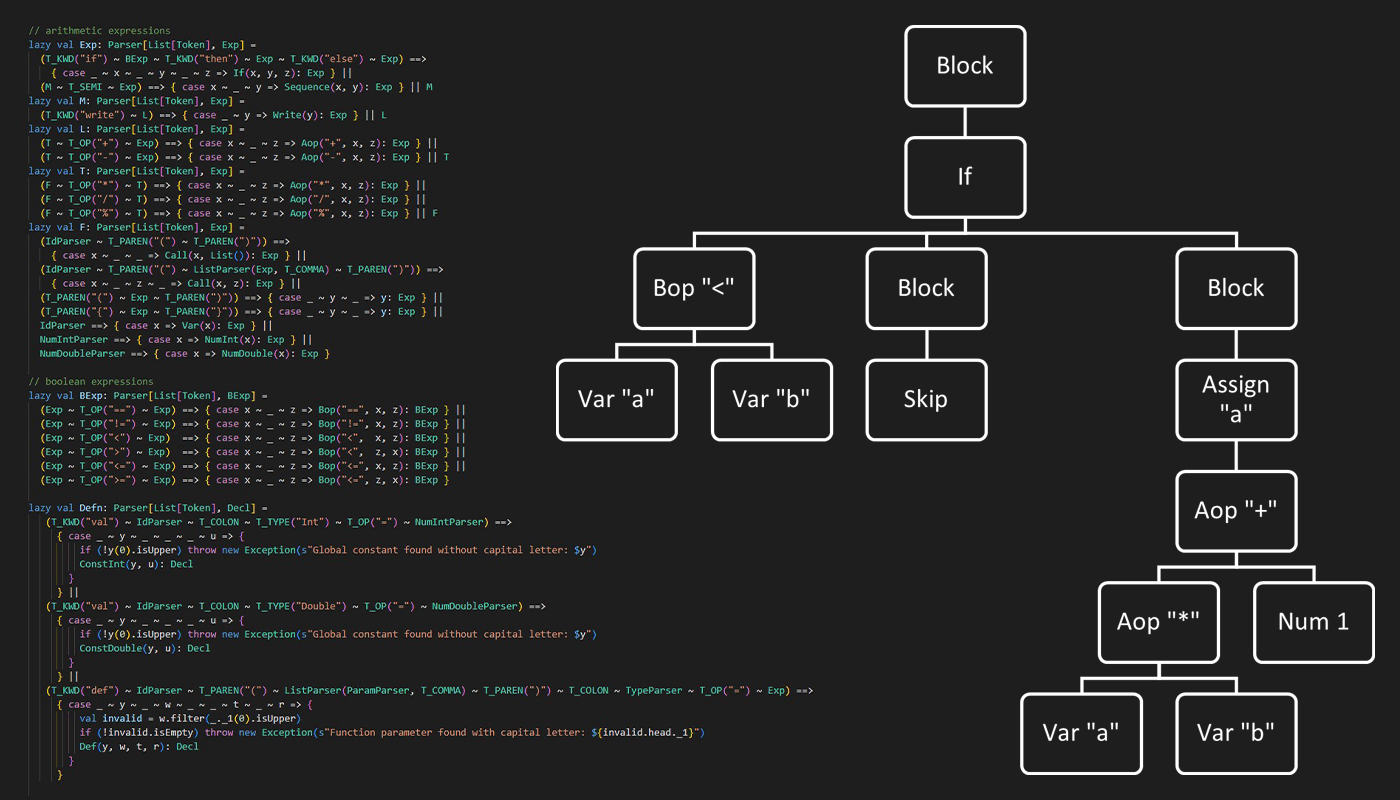 // arithmetic expressions
lazy val Exp: Parser[List[Token], Exp] =
(T_KWD("if") ~ BExp ~ T_KWD("then") ~ Exp ~ T_KWD("else") ~ Exp) ==>
{ case _ ~ x ~ _ ~ y ~ _ ~ z => If(x, y, z): Exp } ||
(M ~ T_SEMI ~ Exp) ==> { case x ~ _ ~ y => Sequence(x, y): Exp } || M
lazy val M: Parser[List[Token], Exp] =
(T_KWD("write") ~ L) ==> { case _ ~ y => Write(y): Exp } || L
lazy val L: Parser[List[Token], Exp] =
(T ~ T_OP("+") ~ Exp) ==> { case x ~ _ ~ z => Aop("+", x, z): Exp } ||
(T ~ T_OP("-") ~ Exp) ==> { case x ~ _ ~ z => Aop("-", x, z): Exp } || T
lazy val T: Parser[List[Token], Exp] =
(F ~ T_OP("*") ~ T) ==> { case x ~ _ ~ z => Aop("*", x, z): Exp } ||
(F ~ T_OP("/") ~ T) ==> { case x ~ _ ~ z => Aop("/", x, z): Exp } ||
(F ~ T_OP("%") ~ T) ==> { case x ~ _ ~ z => Aop("%", x, z): Exp } || F
lazy val F: Parser[List[Token], Exp] =
(IdParser ~ T_PAREN("(") ~ T_PAREN(")")) ==>
{ case x ~ _ ~ _ => Call(x, List()): Exp } ||
(IdParser ~ T_PAREN("(") ~ ListParser(Exp, T_COMMA) ~ T_PAREN(")")) ==>
{ case x ~ _ ~ z ~ _ => Call(x, z): Exp } ||
(T_PAREN("(") ~ Exp ~ T_PAREN(")")) ==> { case _ ~ y ~ _ => y: Exp } ||
(T_PAREN("{") ~ Exp ~ T_PAREN("}")) ==> { case _ ~ y ~ _ => y: Exp } ||
IdParser ==> { case x => Var(x): Exp } ||
NumIntParser ==> { case x => NumInt(x): Exp } ||
NumDoubleParser ==> { case x => NumDouble(x): Exp }
// boolean expressions
lazy val BExp: Parser[List[Token], BExp] =
(Exp ~ T_OP("==") ~ Exp) ==> { case x ~ _ ~ z => Bop("==", x, z): BExp } ||
(Exp ~ T_OP("!=") ~ Exp) ==> { case x ~ _ ~ z => Bop("!=", x, z): BExp } ||
(Exp ~ T_OP("<") ~ Exp)  ==> { case x ~ _ ~ z => Bop("<",  x, z): BExp } ||
(Exp ~ T_OP(">") ~ Exp)  ==> { case x ~ _ ~ z => Bop("<",  z, x): BExp } ||
(Exp ~ T_OP("<=") ~ Exp) ==> { case x ~ _ ~ z => Bop("<=", x, z): BExp } ||
(Exp ~ T_OP(">=") ~ Exp) ==> { case x ~ _ ~ z => Bop("<=", z, x): BExp }
lazy val Defn: Parser[List[Token], Decl] =
(T_KWD("val") ~ IdParser ~ T_COLON ~ T_TYPE("Int") ~ T_OP("=") ~ NumIntParser) ==>
{ case _ ~ y ~ _ ~ _ ~ _ ~ u => {
if (!y(0).isUpper) throw new Exception(s"Global constant found without capital letter: $y")
ConstInt(y, u): Decl
}
} ||
(T_KWD("val") ~ IdParser ~ T_COLON ~ T_TYPE("Double") ~ T_OP("=") ~ NumDoubleParser) ==>
{ case _ ~ y ~ _ ~ _ ~ _ ~ u => {
if (!y(0).isUpper) throw new Exception(s"Global constant found without capital letter: $y")
ConstDouble(y, u): Decl
}
} ||
(T_KWD("def") ~ IdParser ~ T_PAREN("(") ~ ListParser(ParamParser, T_COMMA) ~ T_PAREN(")") ~ T_COLON ~ TypeParser ~ T_OP("=") ~ Exp) ==>
{ case _ ~ y ~ _ ~ w ~ _ ~ _ ~ t ~ _ ~ r => {
val invalid = w.filter(_._1(0).isUpper)
if (!invalid.isEmpty) throw new Exception(s"Function parameter found with capital letter: ${invalid.head._1}")
Def(y, w, t, r): Decl
}
}
Block
If
Bop "<"
Block
Block
Var "a"
Var "b"
Skip
Assign
"a"
Aop "+"
Aop "*"
Num 1
Var "a"
Var "b"